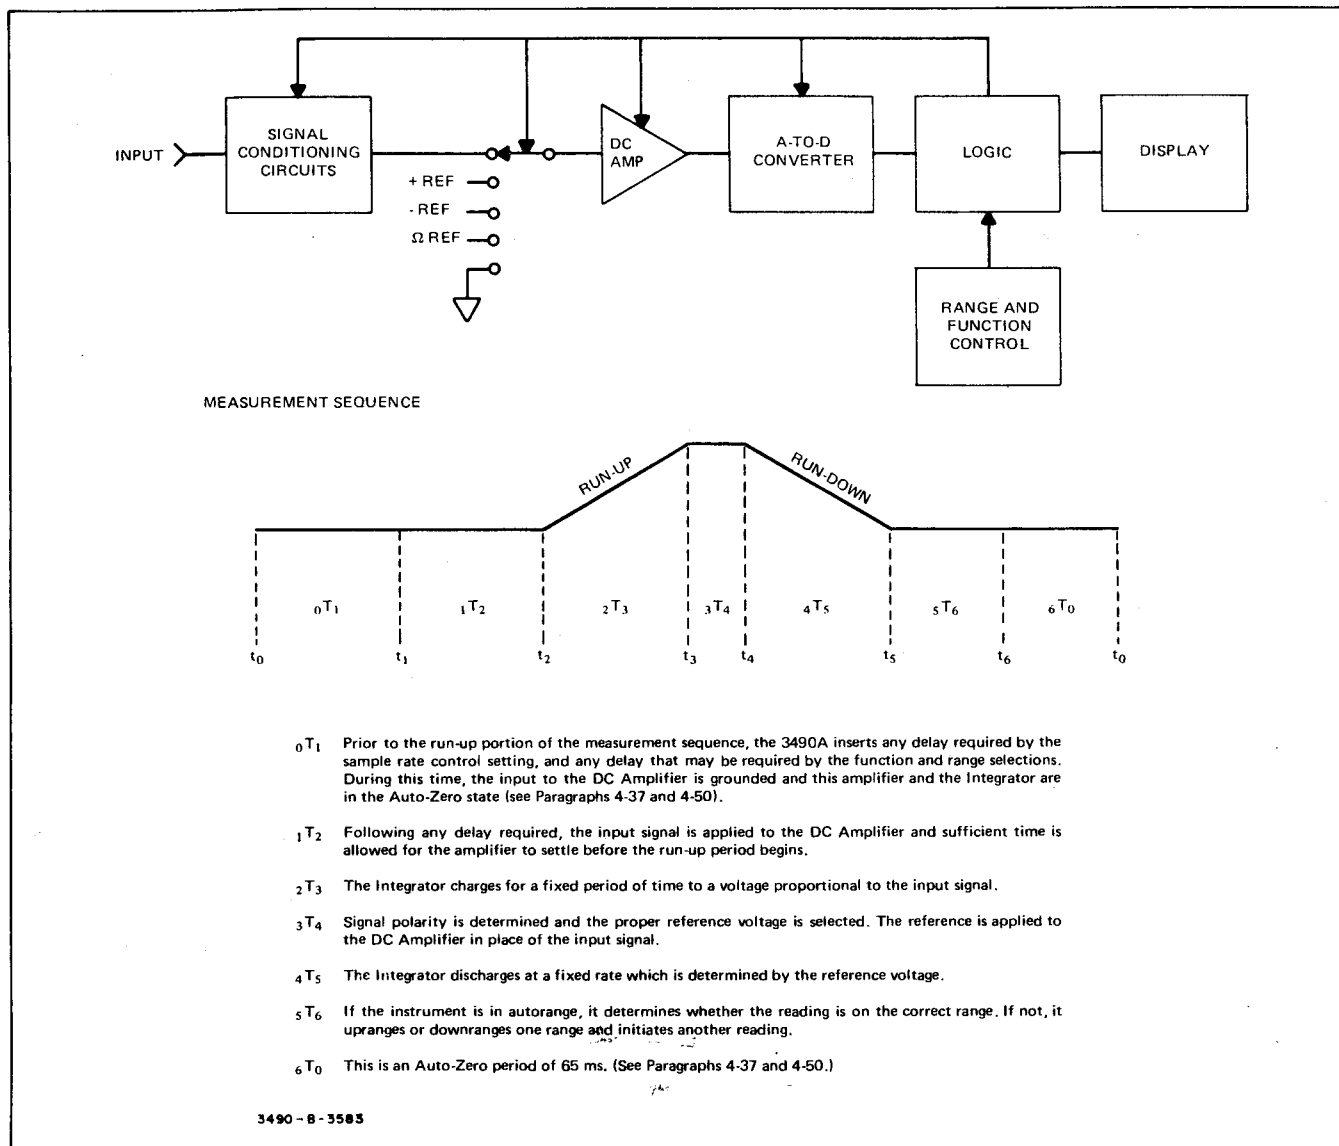 SIGNAL
CONDITIONING
CIRCUITS
INPUT
+ REF
- REF
Ω REF
DC
AMP
A-TO-D
CONVERTER
LOGIC
DISPLAY
RANGE AND
FUNCTION
CONTROL
MEASUREMENT SEQUENCE
RUN-UP
RUN-DOWN
₀T₁ ₁T₂ ₂T₃ ₃T₄ ₄T₅ ₅T₆ ₆T₀
t₀ t₁ t₂ t₃ t₄ t₅ t₆ t₀
₀T₁ Prior to the run-up portion of the measurement sequence, the 3490A inserts any delay required by the
sample rate control setting, and any delay that may be required by the function and range selections.
During this time, the input to the DC Amplifier is grounded and this amplifier and the Integrator are
in the Auto-Zero state (see Paragraphs 4-37 and 4-50).
₁T₂ Following any delay required, the input signal is applied to the DC Amplifier and sufficient time is
allowed for the amplifier to settle before the run-up period begins.
₂T₃ The Integrator charges for a fixed period of time to a voltage proportional to the input signal.
₃T₄ Signal polarity is determined and the proper reference voltage is selected. The reference is applied to
the DC Amplifier in place of the input signal.
₄T₅ The Integrator discharges at a fixed rate which is determined by the reference voltage.
₅T₆ If the instrument is in autorange, it determines whether the reading is on the correct range. If not, it
upranges or downranges one range and initiates another reading.
₆T₀ This is an Auto-Zero period of 65 ms. (See Paragraphs 4-37 and 4-50.)
3490-B-3583